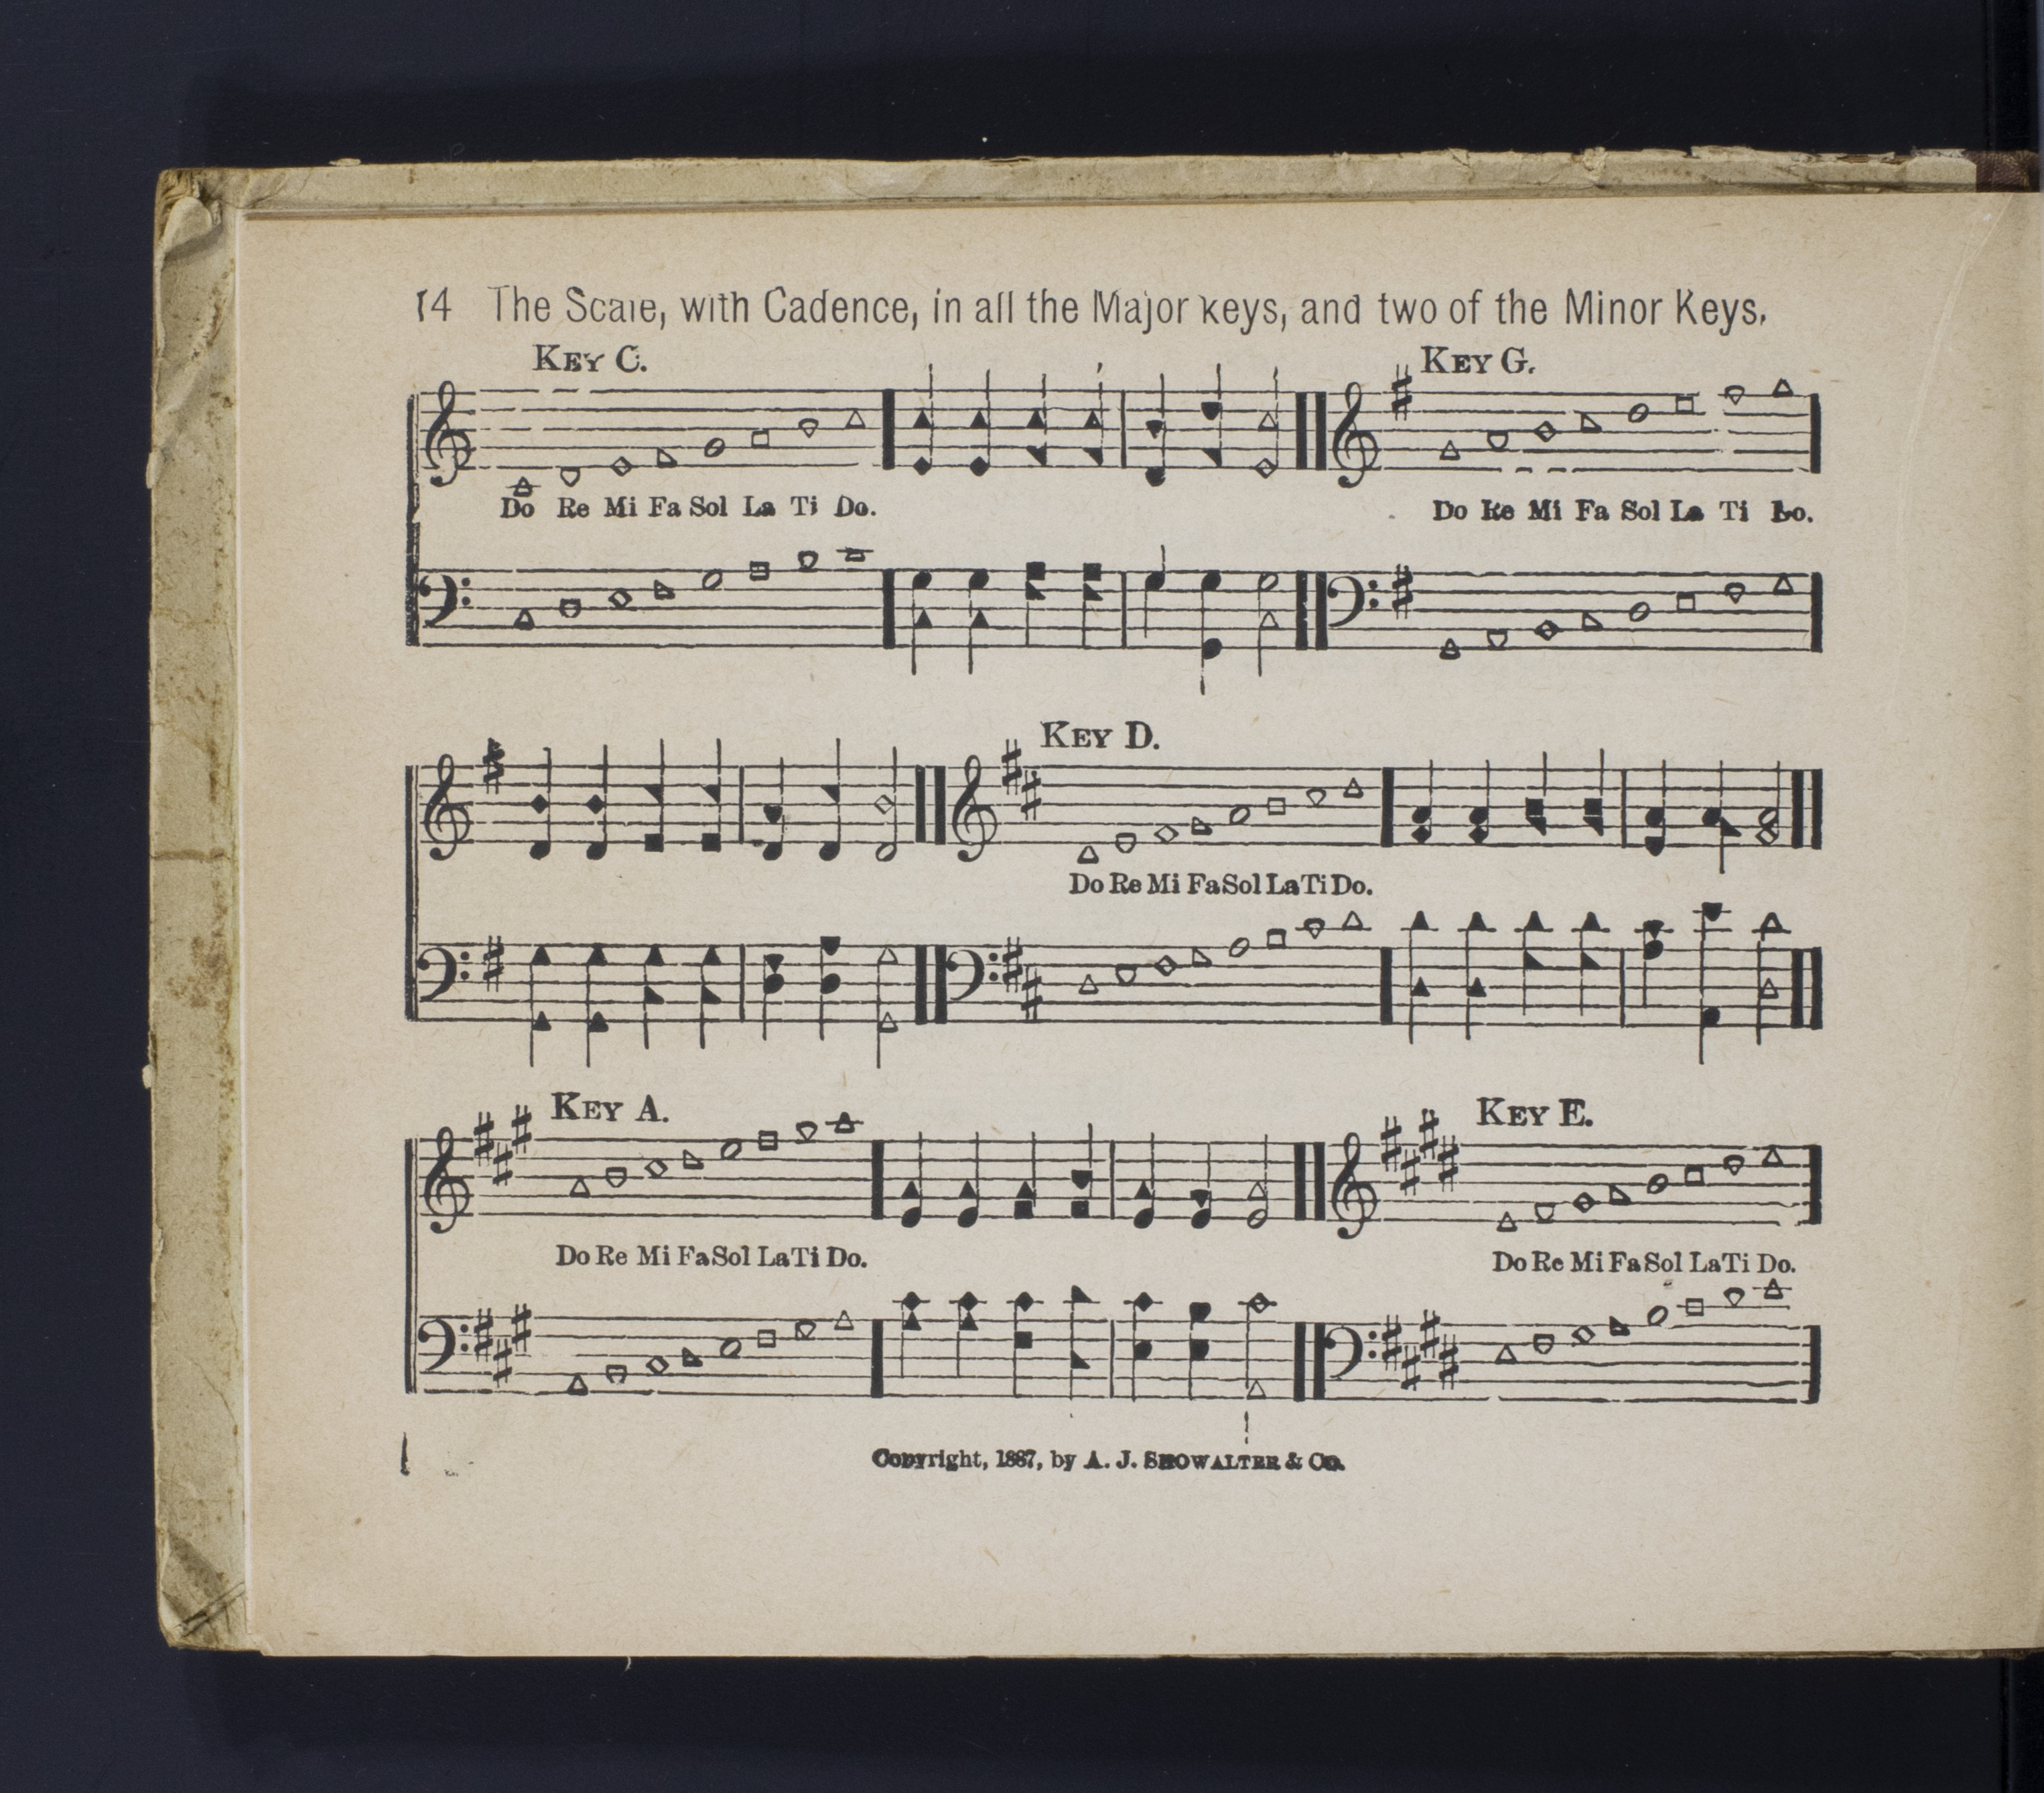 14 The Scale, with Cadence, in all the Major keys, and two of the Minor Keys.
KEY C.
KEY G.
Do Re Mi Fa Sol La Ti Do.
Do Re Mi Fa Sol La Ti Do.
KEY D.
Do Re Mi Fa Sol La Ti Do.
KEY A.
KEY E.
Do Re Mi Fa Sol La Ti Do.
Do Re Mi Fa Sol La Ti Do.
Copyright, 1887, by A. J. SHOWALTER & CO.